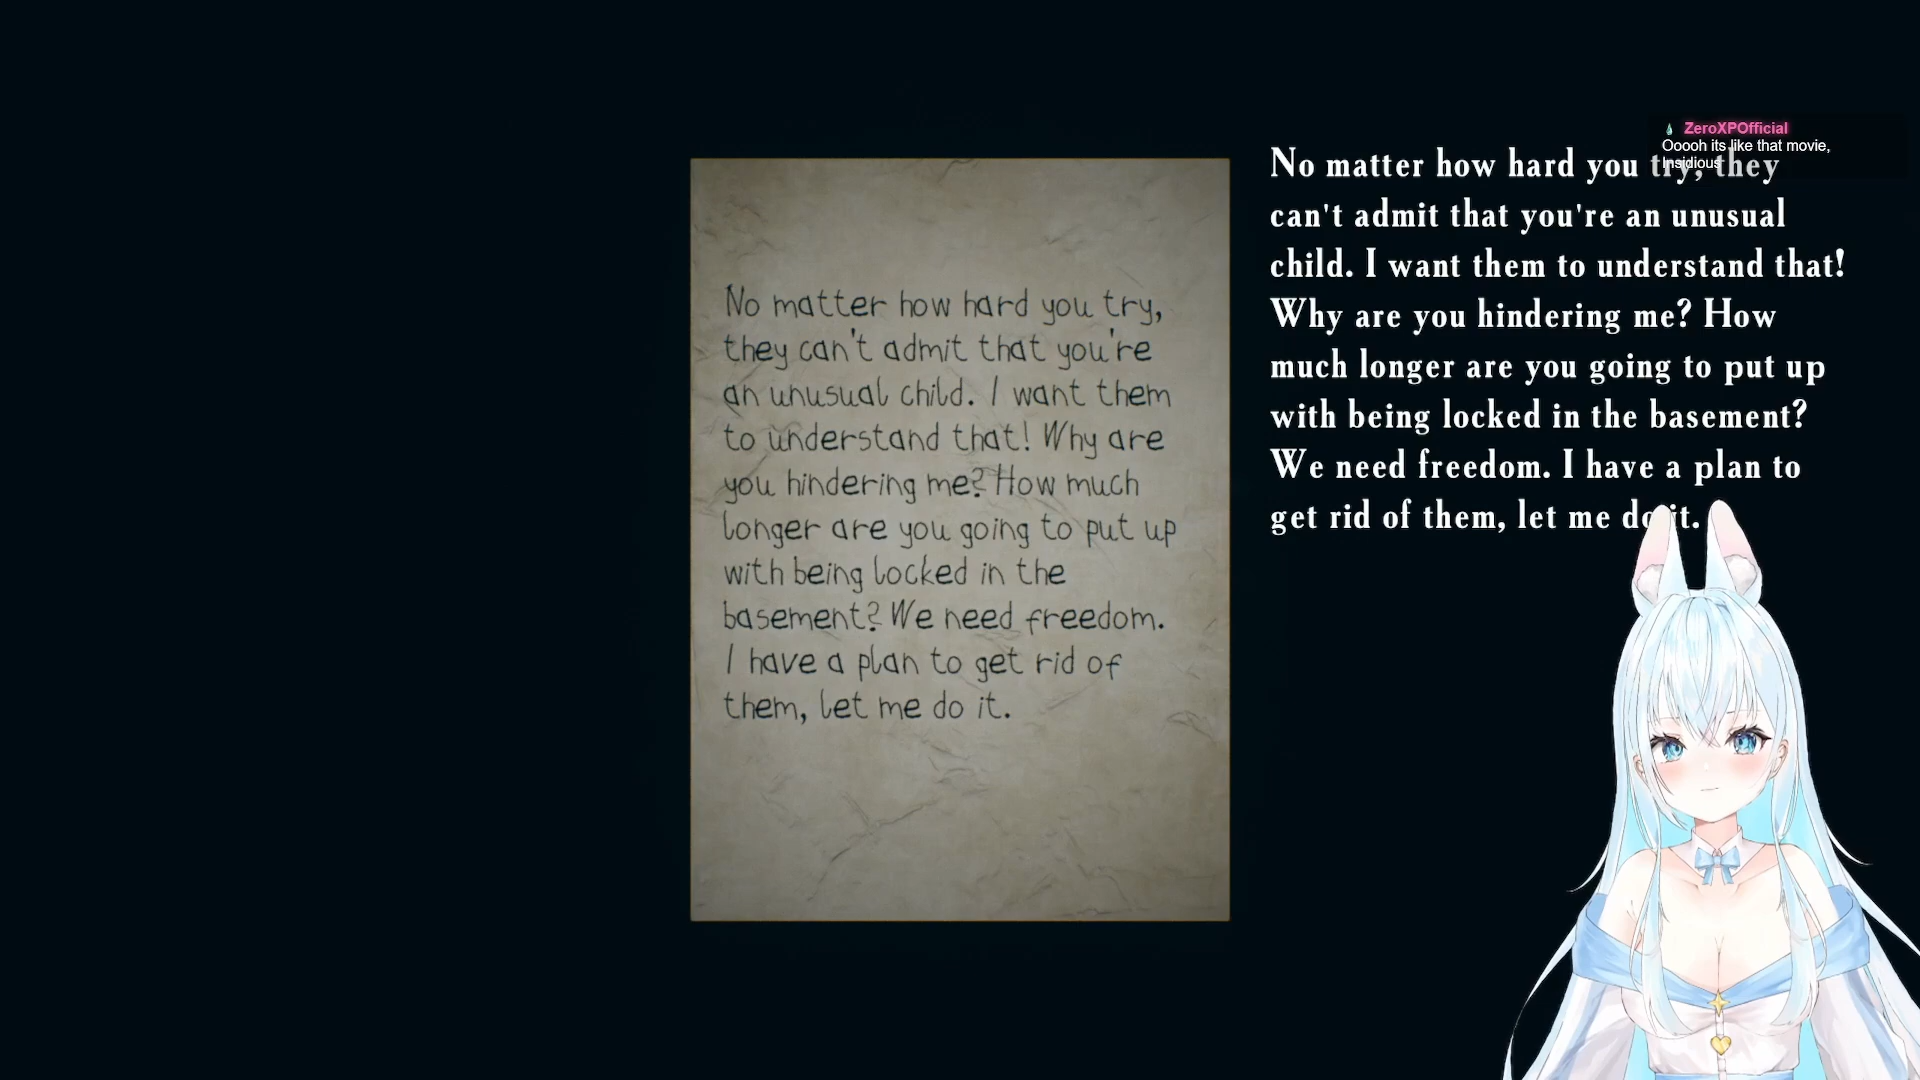 No matter how hard you try,
they can't admit that you're
an unusual child. I want them
to understand that! Why are
you hindering me? How much
longer are you going to put up
with being locked in the
basement? We need freedom.
I have a plan to get rid of
them, let me do it.
ZeroXPOfficial
Ooooh its like that movie,
Insidious
No matter how hard you try, they
can't admit that you're an unusual
child. I want them to understand that!
Why are you hindering me? How
much longer are you going to put up
with being locked in the basement?
We need freedom. I have a plan to
get rid of them, let me do it.